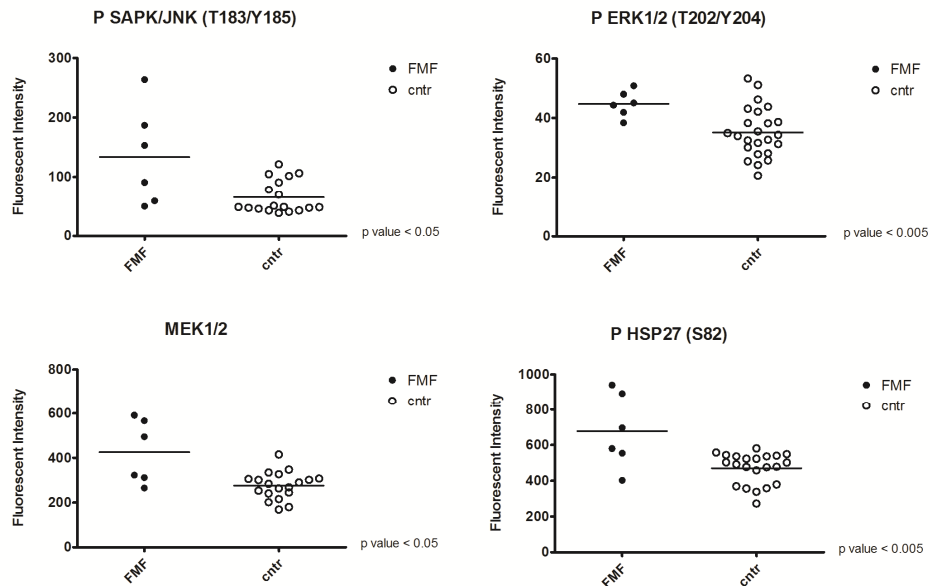 P SAPK/JNK (T183/Y185)
Fluorescent Intensity
300
200
100
0
FMF
cntr
FMF
cntr
p value < 0.05
P ERK1/2 (T202/Y204)
Fluorescent Intensity
60
40
20
0
FMF
cntr
FMF
cntr
p value < 0.005
MEK1/2
Fluorescent Intensity
800
600
400
200
0
FMF
cntr
FMF
cntr
p value < 0.05
P HSP27 (S82)
Fluorescent Intensity
1000
800
600
400
200
0
FMF
cntr
FMF
cntr
p value < 0.005